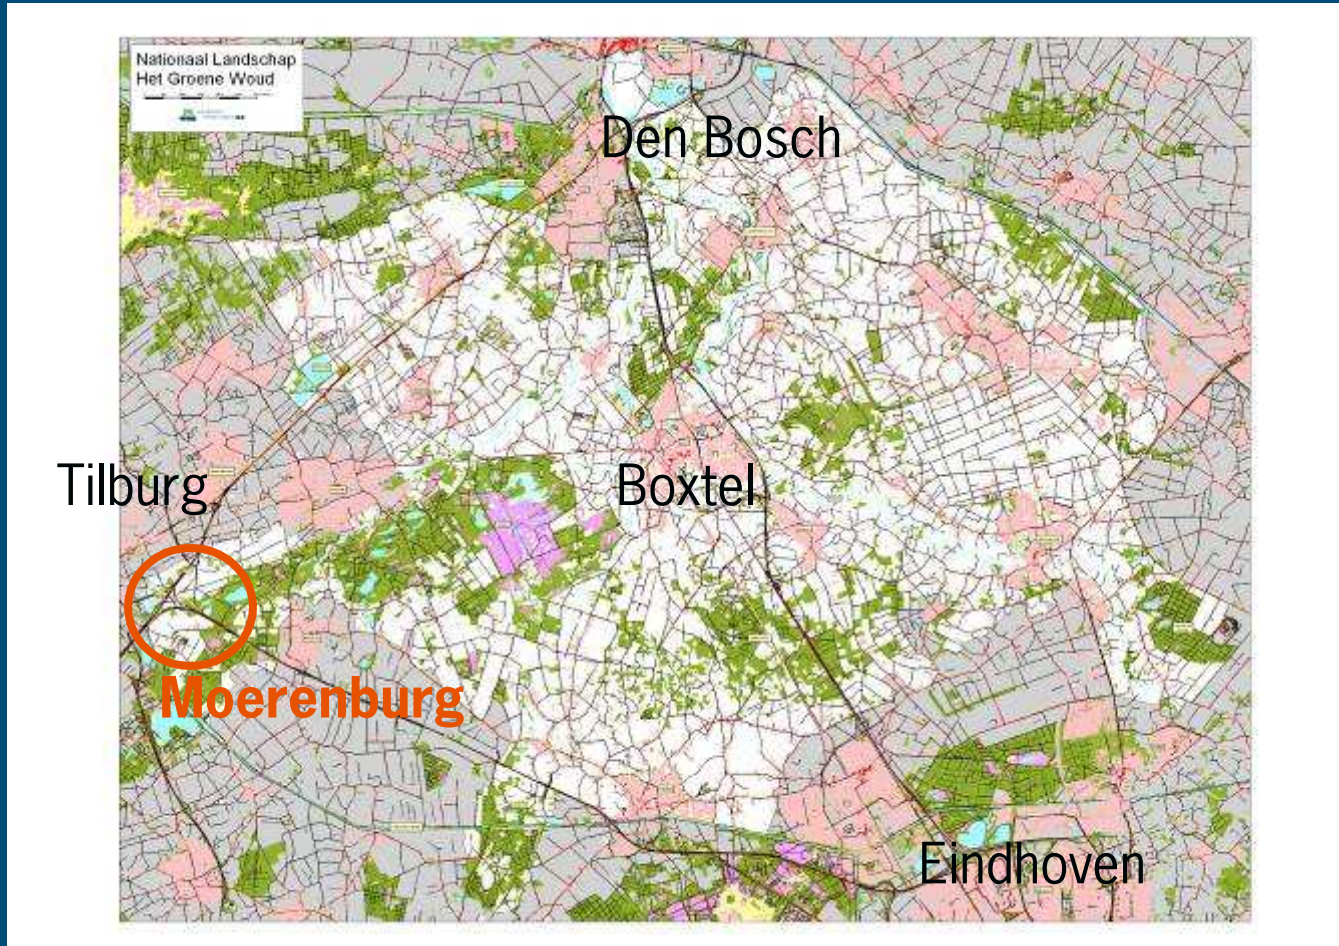 Nationaal Landschap
Het Groene Woud
Den Bosch
Tilburg
Boxtel
Moerenburg
Eindhoven